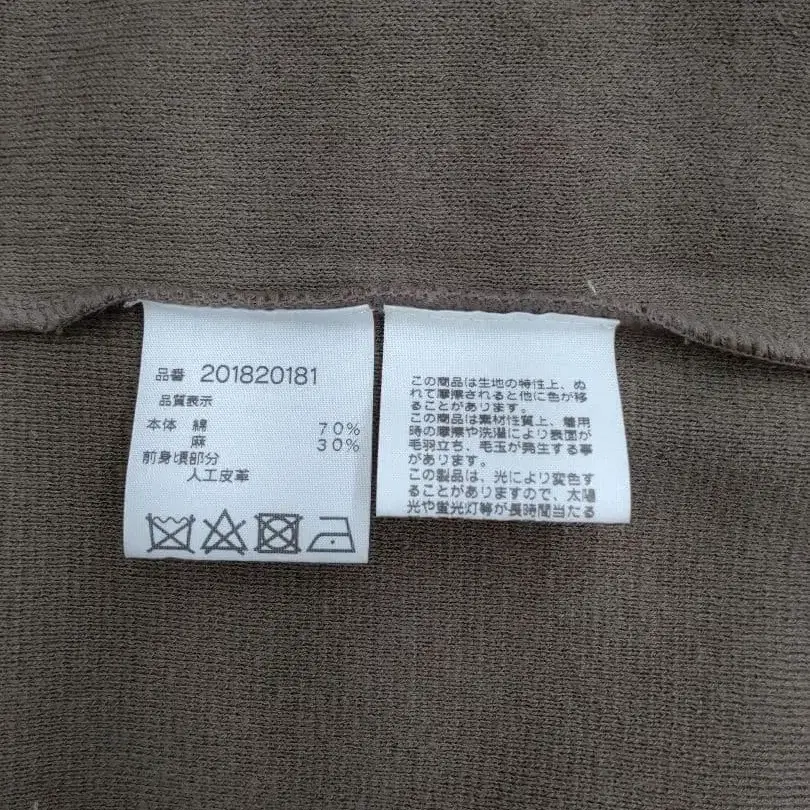 品番 201820181
品質表示
本体 綿 70%
麻 30%
前身頃部分
人工皮革
この商品は生地の特性上、ぬ
れて摩擦されると他に色が移
ることがあります。
この商品は素材性質上、着用
時の摩擦や洗濯により表面が
毛羽立ち、毛玉が発生する事
があります。
この製品は、光により変色す
ることがありますので、太陽
光や蛍光灯等が長時間当たる